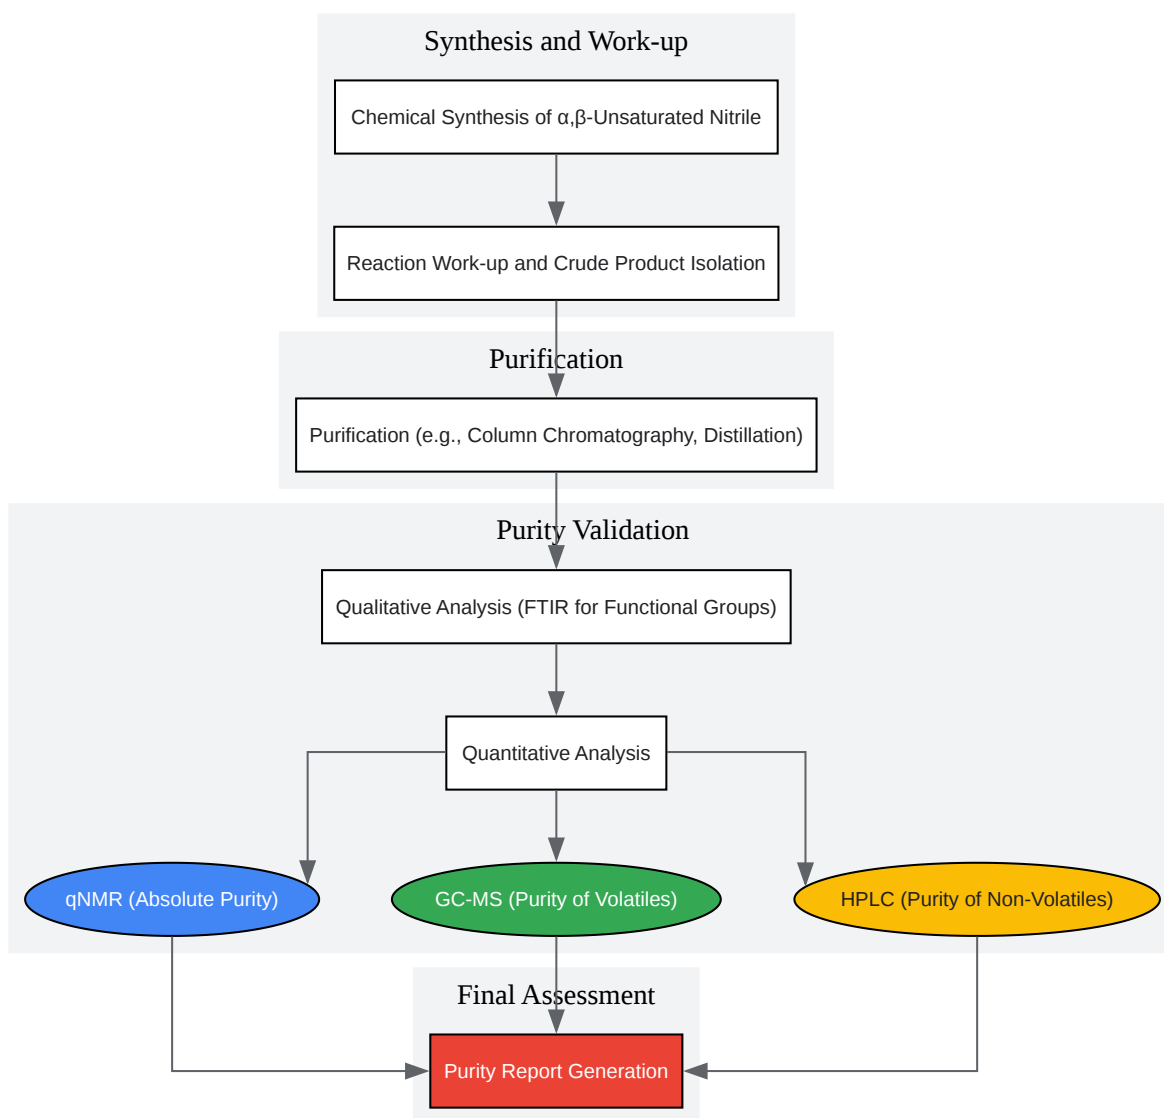 Synthesis and Work-up
Chemical Synthesis of α,β-Unsaturated Nitrile
Reaction Work-up and Crude Product Isolation
Purification
Purification (e.g., Column Chromatography, Distillation)
Purity Validation
Qualitative Analysis (FTIR for Functional Groups)
Quantitative Analysis
qNMR (Absolute Purity)
GC-MS (Purity of Volatiles)
HPLC (Purity of Non-Volatiles)
Final Assessment
Purity Report Generation